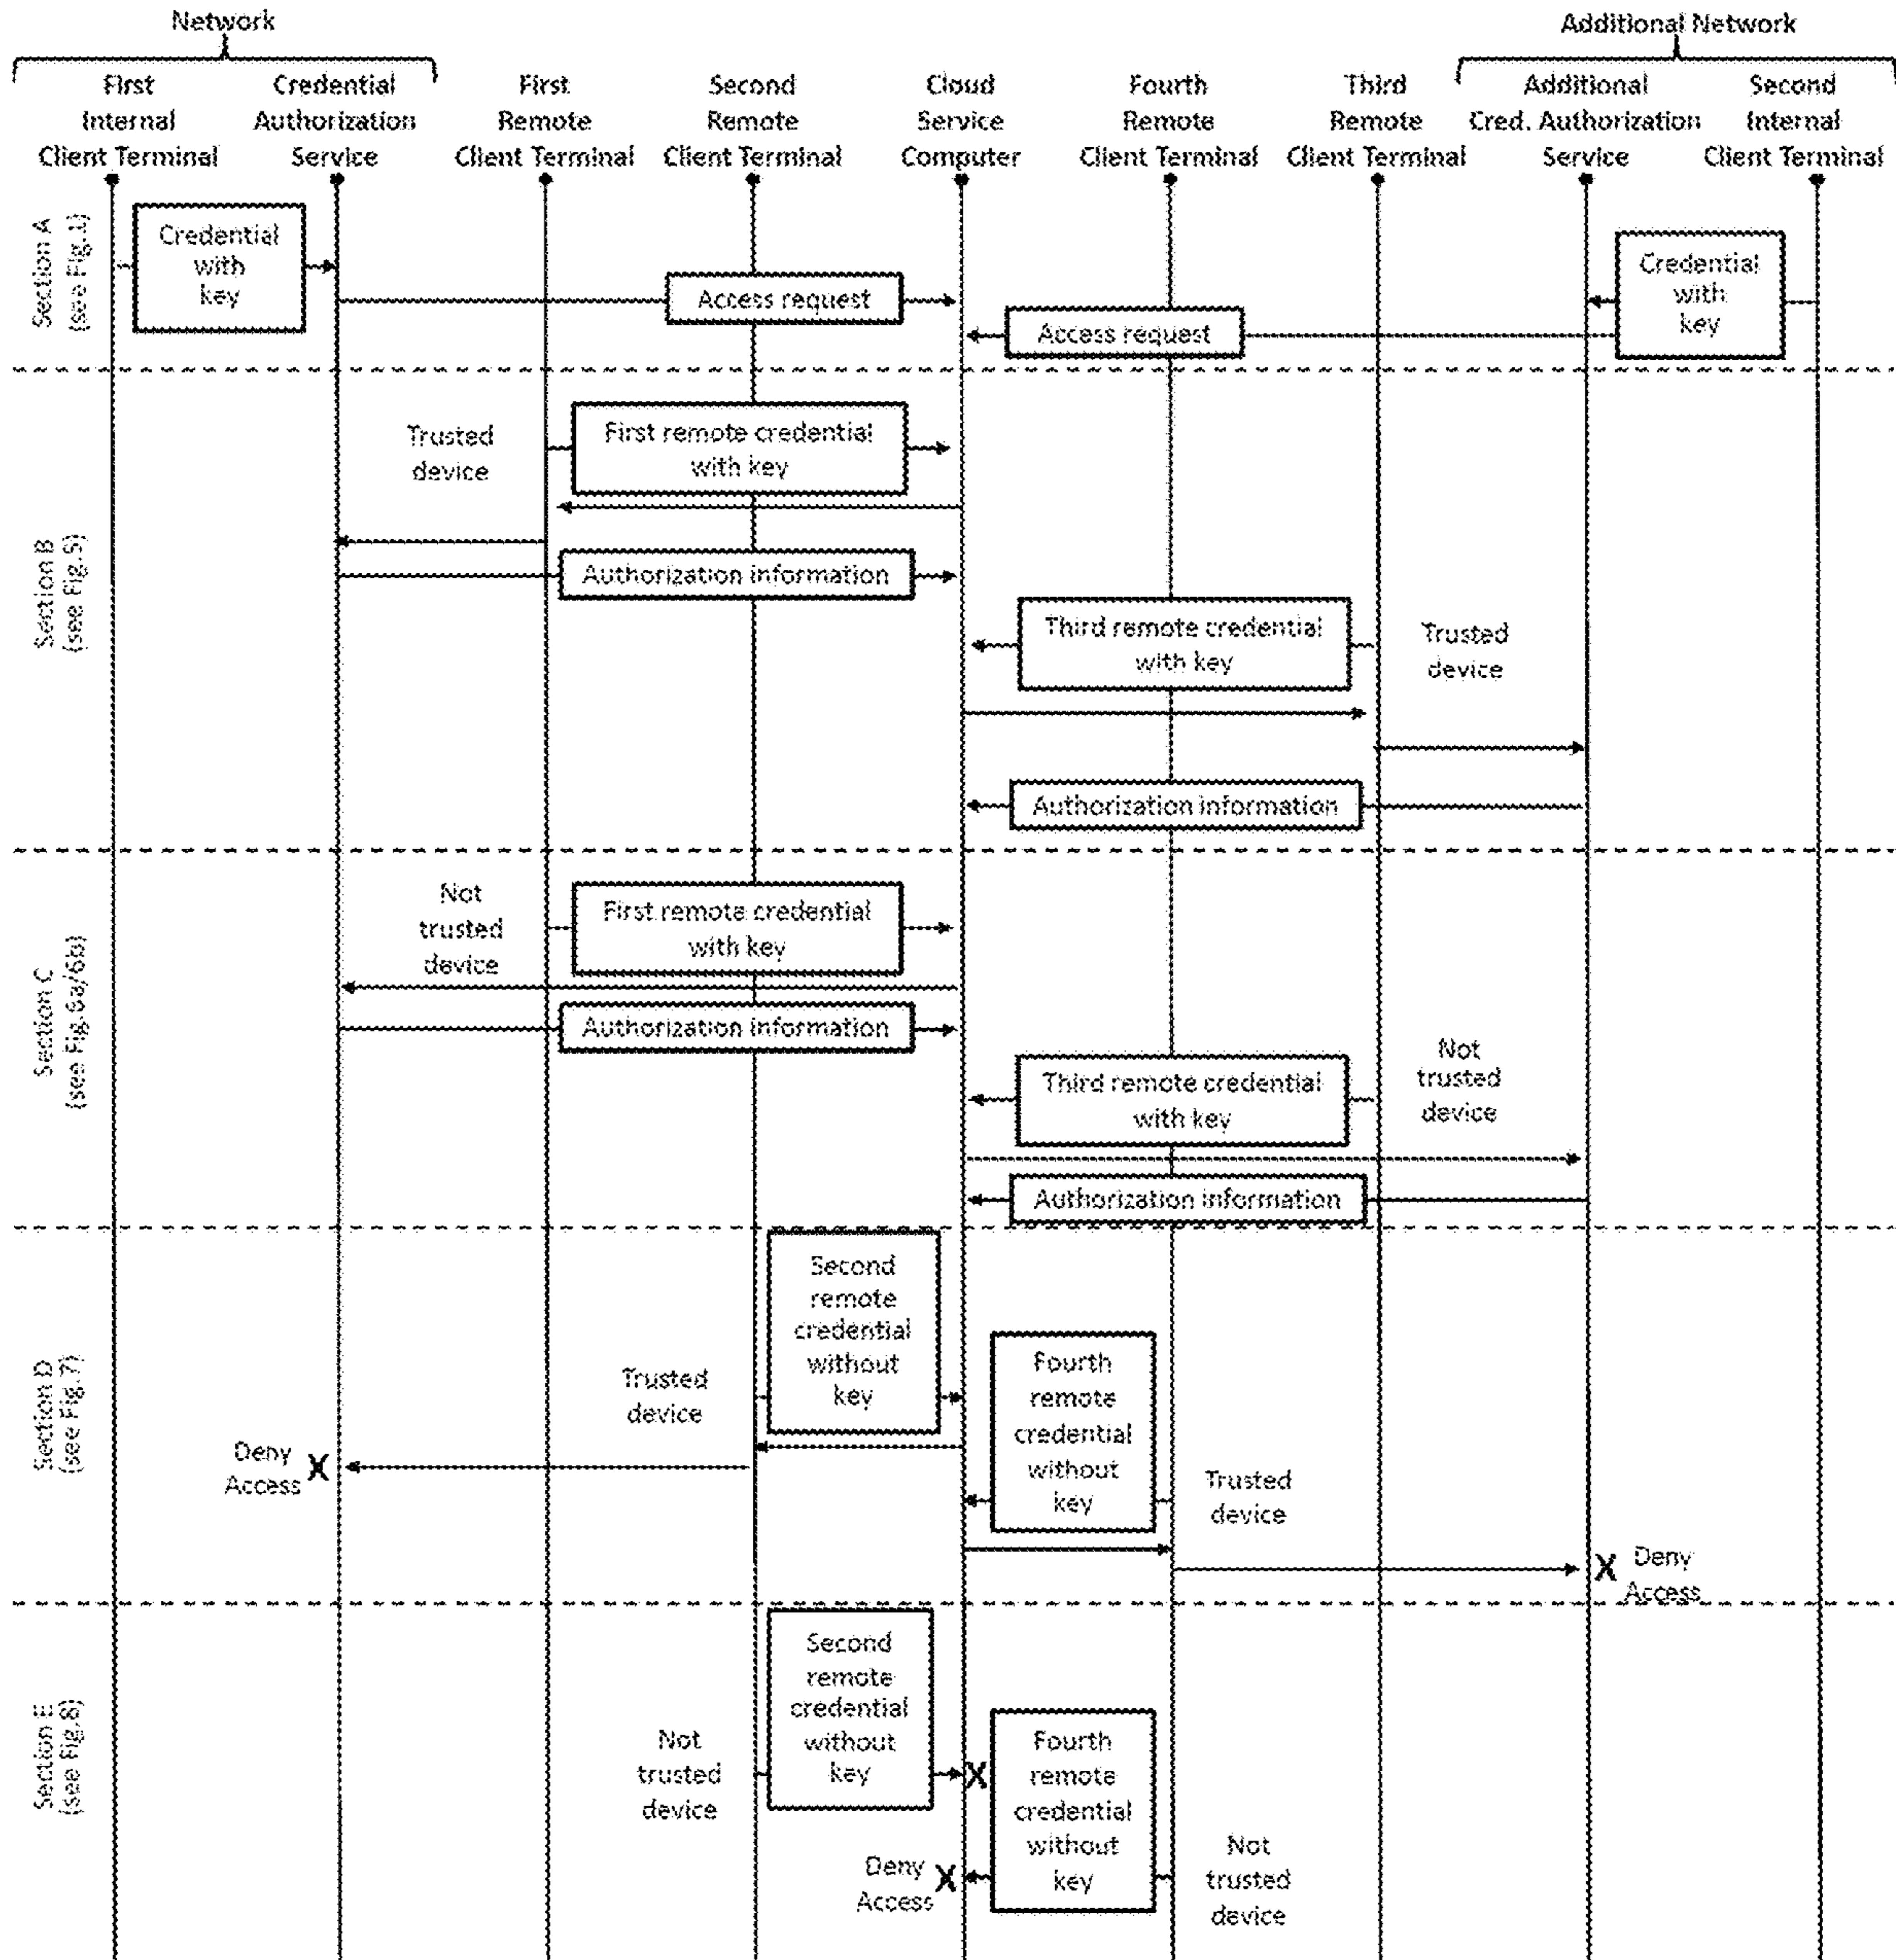 Network
Additional Network
First
Internal
Client Terminal
Credential
Authorization
Service
First
Remote
Client Terminal
Second
Remote
Client Terminal
Cloud
Service
Computer
Fourth
Remote
Client Terminal
Third
Remote
Client Terminal
Additional
Cred. Authorization
Service
Second
Internal
Client Terminal
Section A
(see Fig.1)
Credential
with
key
Access request
Credential
with
key
Access request
Section B
(see Fig.5)
Trusted
device
First remote credential
with key
Authorization information
Third remote credential
with key
Trusted
device
Authorization information
Section C
(see Fig.6a/6b)
Not
trusted
device
First remote credential
with key
Authorization information
Third remote credential
with key
Not
trusted
device
Authorization information
Section D
(see Fig.7)
Second
remote
credential
without
key
Trusted
device
Deny
Access
X
Fourth
remote
credential
without
key
Trusted
device
X
Deny
Access
Section E
(see Fig.8)
Second
remote
credential
without
key
Not
trusted
device
X
Fourth
remote
credential
without
key
Deny
Access
X
Not
trusted
device